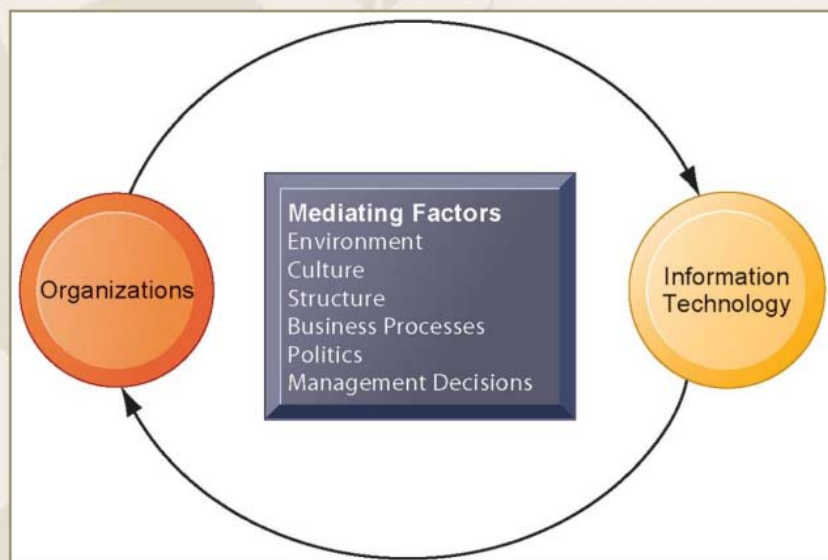 Organizations
Mediating Factors
Environment
Culture
Structure
Business Processes
Politics
Management Decisions
Information
Technology